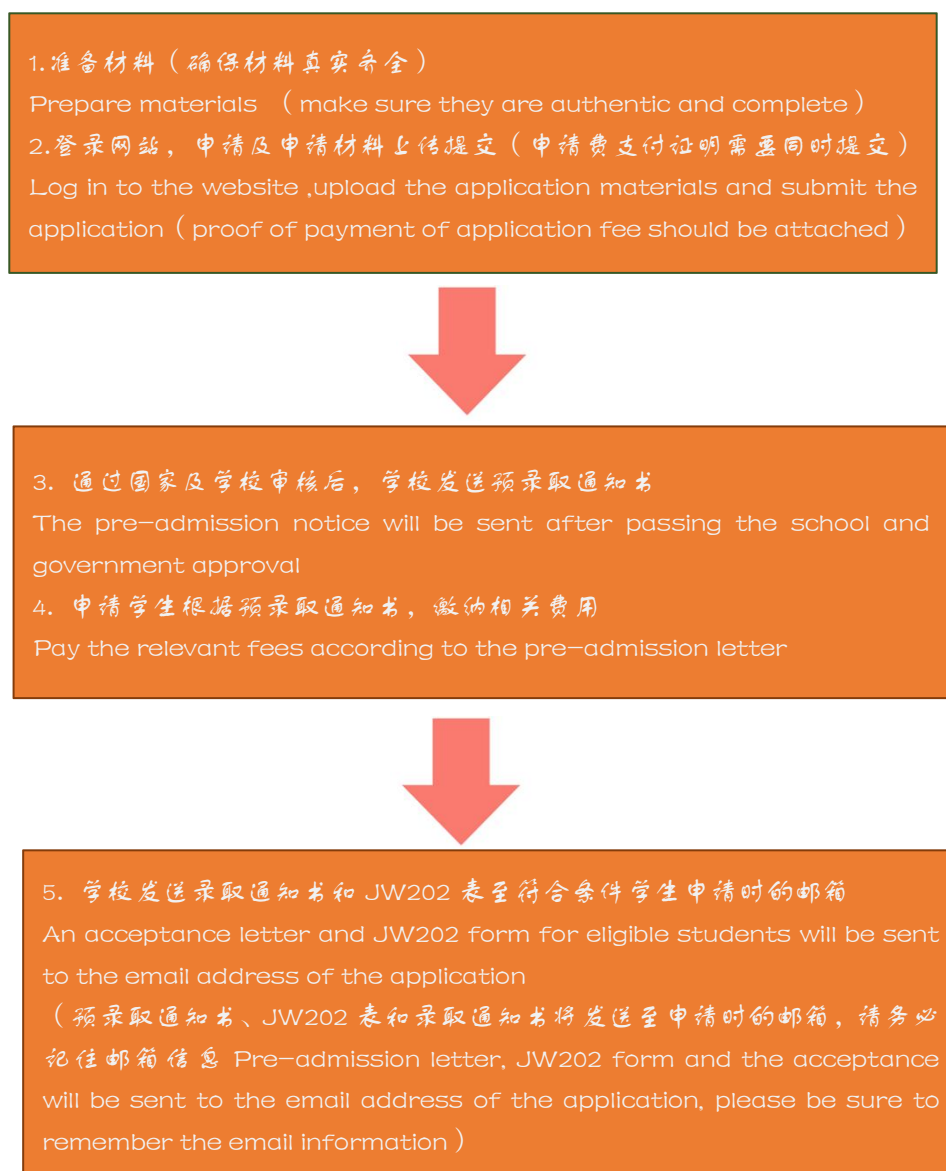 1.准备材料（确保材料真实齐全）
Prepare materials （make sure they are authentic and complete）
2.登录网站，申请及申请材料上传提交（申请费支付证明需要同时提交）
Log in to the website ,upload the application materials and submit the
application（proof of payment of application fee should be attached）
3. 通过国家及学校审核后，学校发送预录取通知书
The pre-admission notice will be sent after passing the school and
government approval
4. 申请学生根据预录取通知书，缴纳相关费用
Pay the relevant fees according to the pre-admission letter
5. 学校发送录取通知书和 JW202 表至符合条件学生申请时的邮箱
An acceptance letter and JW202 form for eligible students will be sent
to the email address of the application
（预录取通知书、JW202 表和录取通知书将发送至申请时的邮箱，请务必
记住邮箱信息 Pre-admission letter, JW202 form and the acceptance
will be sent to the email address of the application, please be sure to
remember the email information）